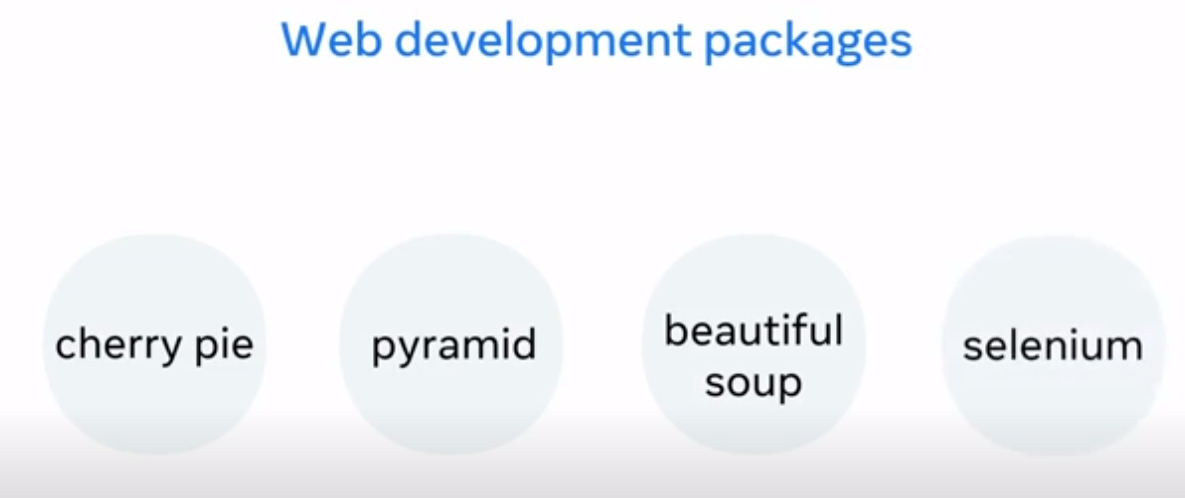 Web development packages
cherry pie
pyramid
beautiful
soup
selenium